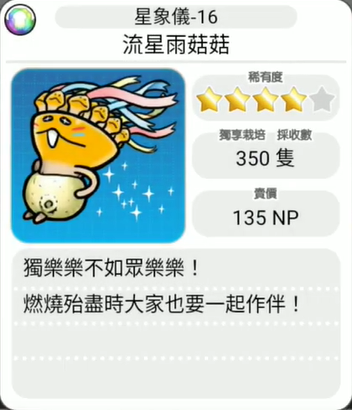 星象儀-16
流星雨菇菇
稀有度
獨享栽培　採收數
350 隻
賣價
135 NP
獨樂樂不如眾樂樂！
燃燒殆盡時大家也要一起作伴！